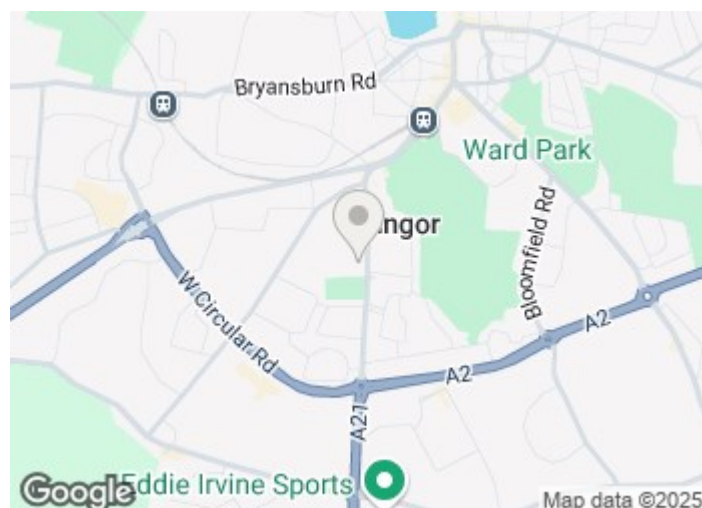 Bryansburn Rd
Ward Park
ngor
Bloomfield Rd
W Circular Rd
A2
A2
A21
Eddie Irvine Sports
Google
Map data ©2025